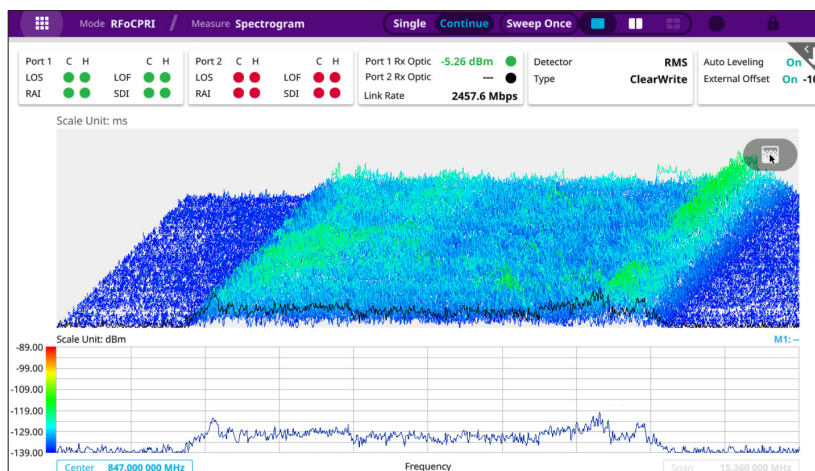 Mode RFoCPRI / Measure Spectrogram Single Continue Sweep Once
Port 1 C H C H
LOS LOF
RAI SDI
Port 2 C H C H
LOS LOF
RAI SDI
Port 1 Rx Optic -5.26 dBm
Port 2 Rx Optic ---
Link Rate 2457.6 Mbps
Detector RMS
Type ClearWrite
Auto Leveling On
External Offset On -10
Scale Unit: ms
Scale Unit: dBm M1: --
-89.00
-99.00
-109.00
-119.00
-129.00
-139.00
Center 847.000 000 MHz Frequency Span 15.360 000 MHz